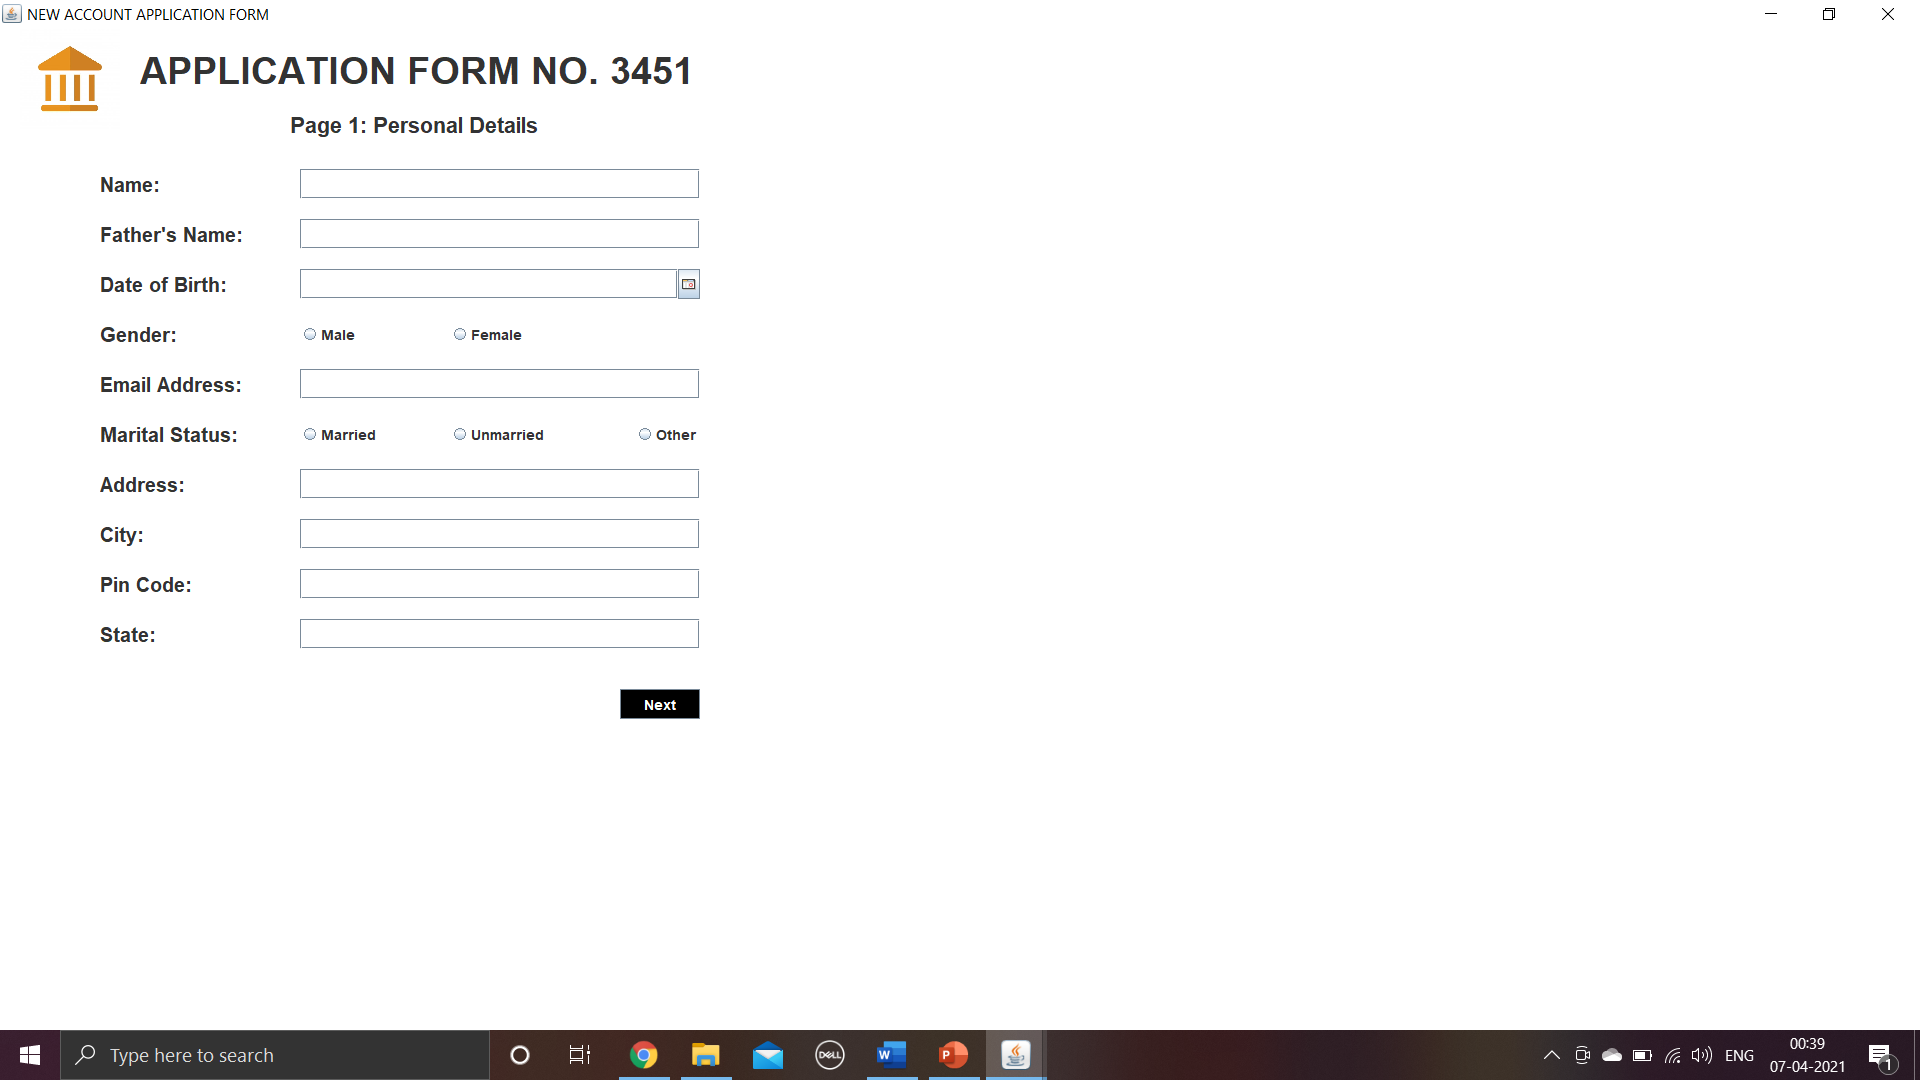 NEW ACCOUNT APPLICATION FORM
APPLICATION FORM NO. 3451
Page 1: Personal Details
Name:
Father's Name:
Date of Birth:
Gender: Male Female
Email Address:
Marital Status: Married Unmarried Other
Address:
City:
Pin Code:
State:
Next
Type here to search
DELL
W
P
ENG
00:39
07-04-2021
1